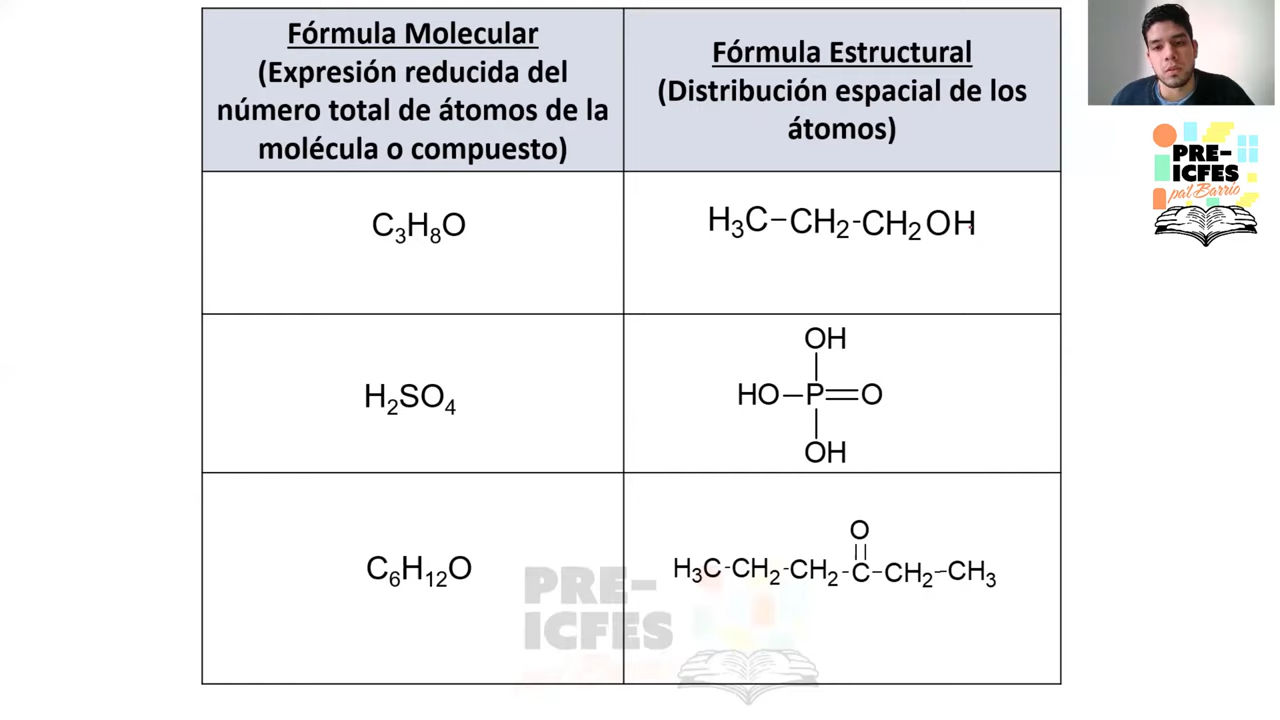 Fórmula Molecular
(Expresión reducida del
número total de átomos de la
molécula o compuesto)
Fórmula Estructural
(Distribución espacial de los
átomos)
C₃H₈O
H₃C–CH₂-CH₂OH
H₂SO₄
OH
HO–P=O
OH
C₆H₁₂O
O
H₃C-CH₂-CH₂-C–CH₂–CH₃
PRE-
ICFES
pa'l Barrio
PRE-
ICFES